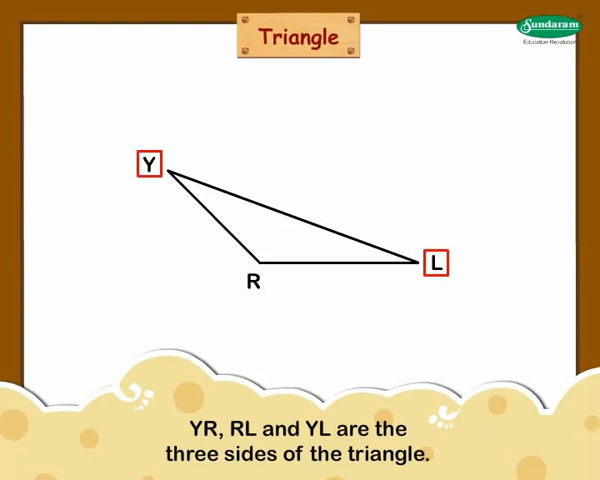 Triangle
Sundaram
Education Revolution
Y
L
R
YR, RL and YL are the
three sides of the triangle.